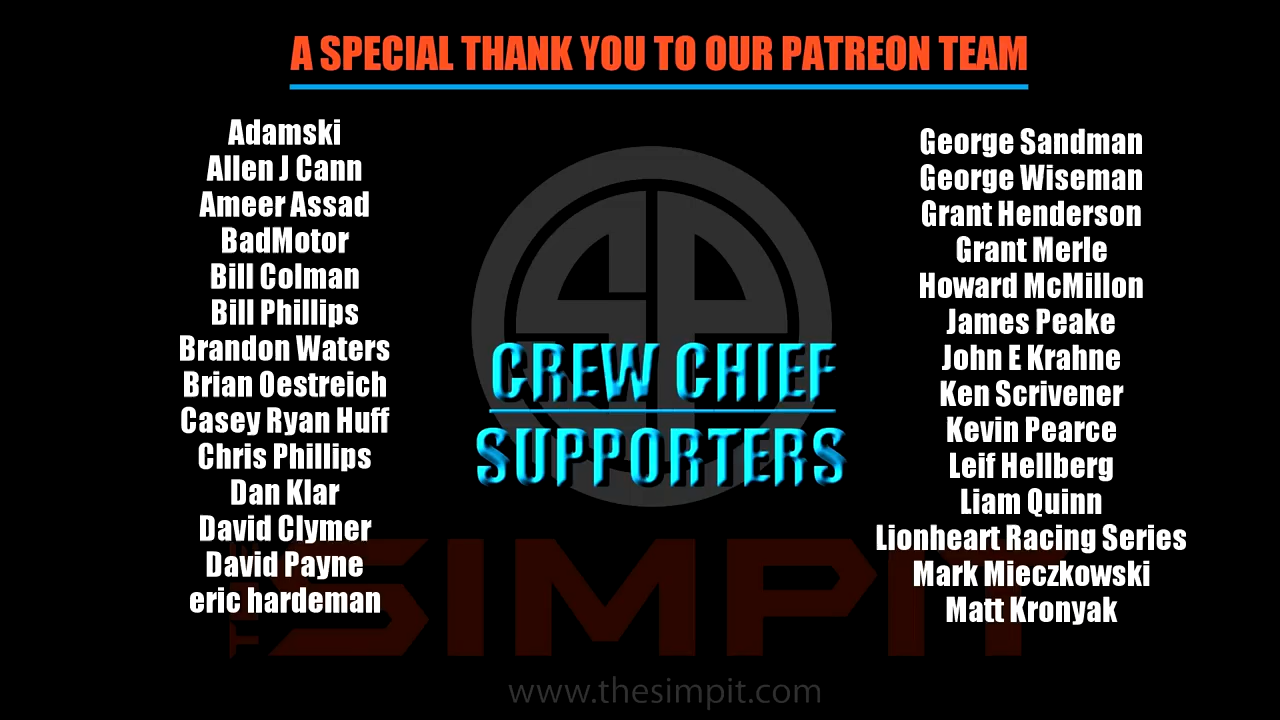 A SPECIAL THANK YOU TO OUR PATREON TEAM
Adamski
Allen J Cann
Ameer Assad
BadMotor
Bill Colman
Bill Phillips
Brandon Waters
Brian Oestreich
Casey Ryan Huff
Chris Phillips
Dan Klar
David Clymer
David Payne
eric hardeman
SP
CREW CHIEF
SUPPORTERS
George Sandman
George Wiseman
Grant Henderson
Grant Merle
Howard McMillon
James Peake
John E Krahne
Ken Scrivener
Kevin Pearce
Leif Hellberg
Liam Quinn
Lionheart Racing Series
Mark Mieczkowski
Matt Kronyak
THE SIMPIT
www.thesimpit.com